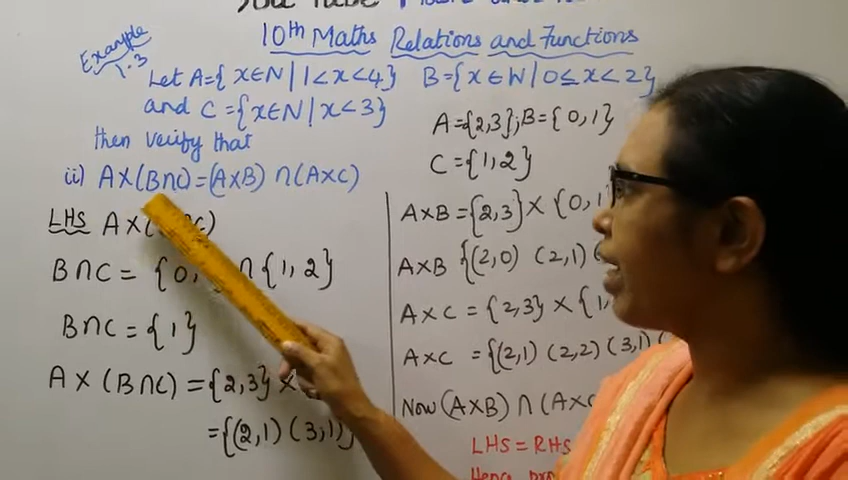 10th Maths Relations and Functions
Example
1.3
Let A={x∈N|1<x<4} B={x∈W|0≤x<2}
and C={x∈N|x<3}
then verify that
ii) A×(B∩C)=(A×B)∩(A×C)
LHS A×(
B∩C = {0, ∩{1,2}
B∩C={1}
A×(B∩C)={2,3}×
={(2,1)(3,1)}
A={2,3};B={0,1}
C={1,2}
A×B={2,3}×{0,1
A×B {(2,0) (2,1)
A×C={2,3}×{1,
A×C={(2,1)(2,2)(3,1)
Now (A×B)∩(A×C
LHS=RHS
Hence